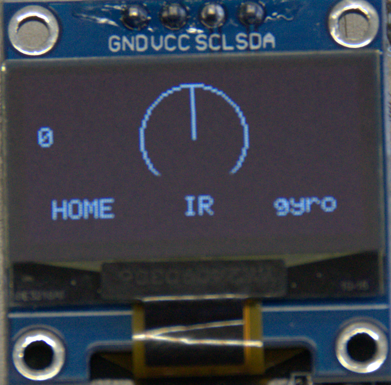 GND VCC SCL SDA
0
HOME IR gyro